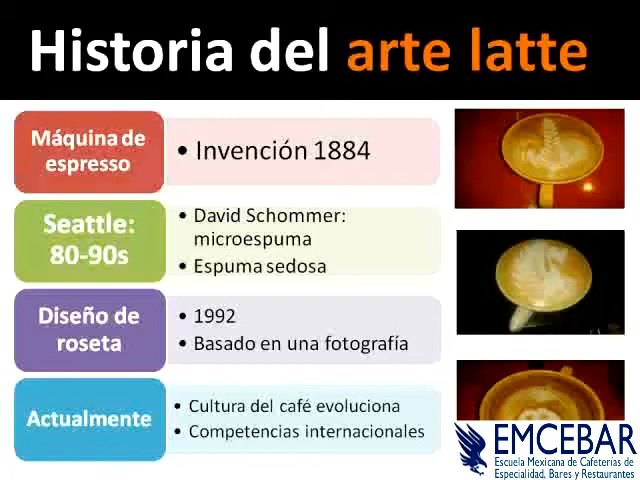 Historia del arte latte
Máquina de
espresso
• Invención 1884
Seattle:
80-90s
• David Schommer:
microespuma
• Espuma sedosa
Diseño de
roseta
• 1992
• Basado en una fotografía
Actualmente
• Cultura del café evoluciona
• Competencias internacionales
EMCEBAR
Escuela Mexicana de Cafeterías de
Especialidad, Bares y Restaurantes